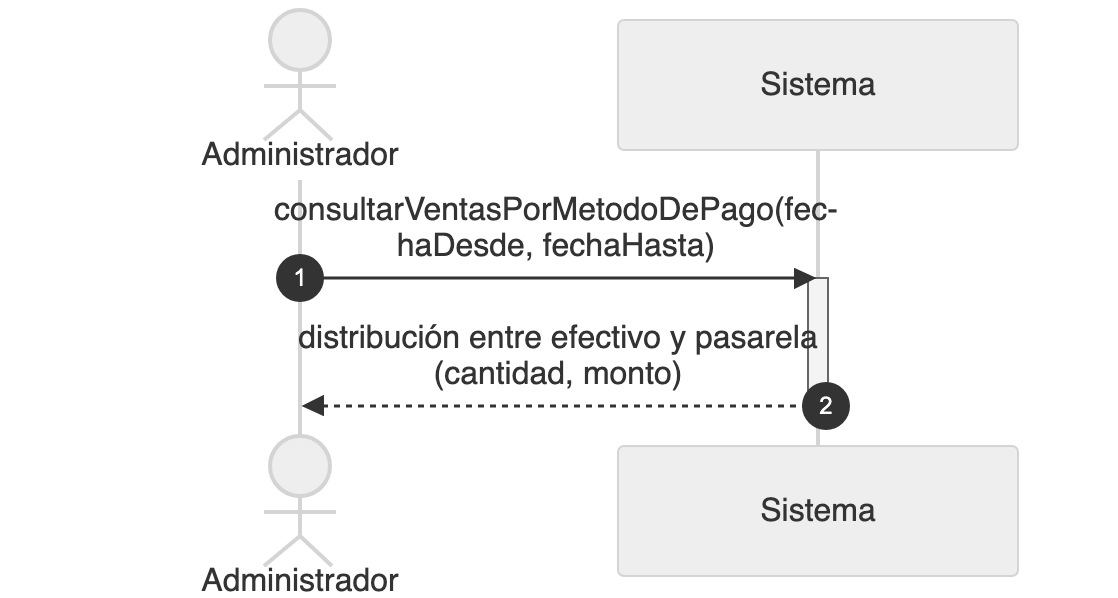 Sistema
Administrador
consultarVentasPorMetodoDePago(fec-
haDesde, fechaHasta)
1
distribución entre efectivo y pasarela
(cantidad, monto)
2
Sistema
Administrador